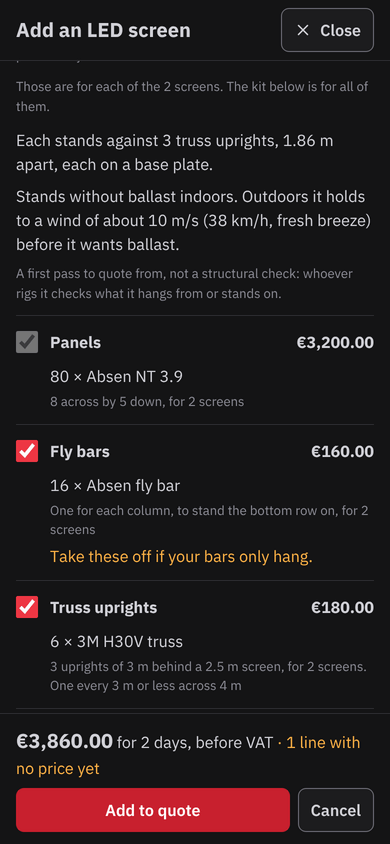 Add an LED screen
Close
Those are for each of the 2 screens. The kit below is for all of
them.
Each stands against 3 truss uprights, 1.86 m
apart, each on a base plate.
Stands without ballast indoors. Outdoors it holds
to a wind of about 10 m/s (38 km/h, fresh breeze)
before it wants ballast.
A first pass to quote from, not a structural check: whoever
rigs it checks what it hangs from or stands on.
Panels €3,200.00
80 × Absen NT 3.9
8 across by 5 down, for 2 screens
Fly bars €160.00
16 × Absen fly bar
One for each column, to stand the bottom row on, for 2
screens
Take these off if your bars only hang.
Truss uprights €180.00
6 × 3M H30V truss
3 uprights of 3 m behind a 2.5 m screen, for 2 screens.
One every 3 m or less across 4 m
€3,860.00 for 2 days, before VAT · 1 line with
no price yet
Add to quote
Cancel